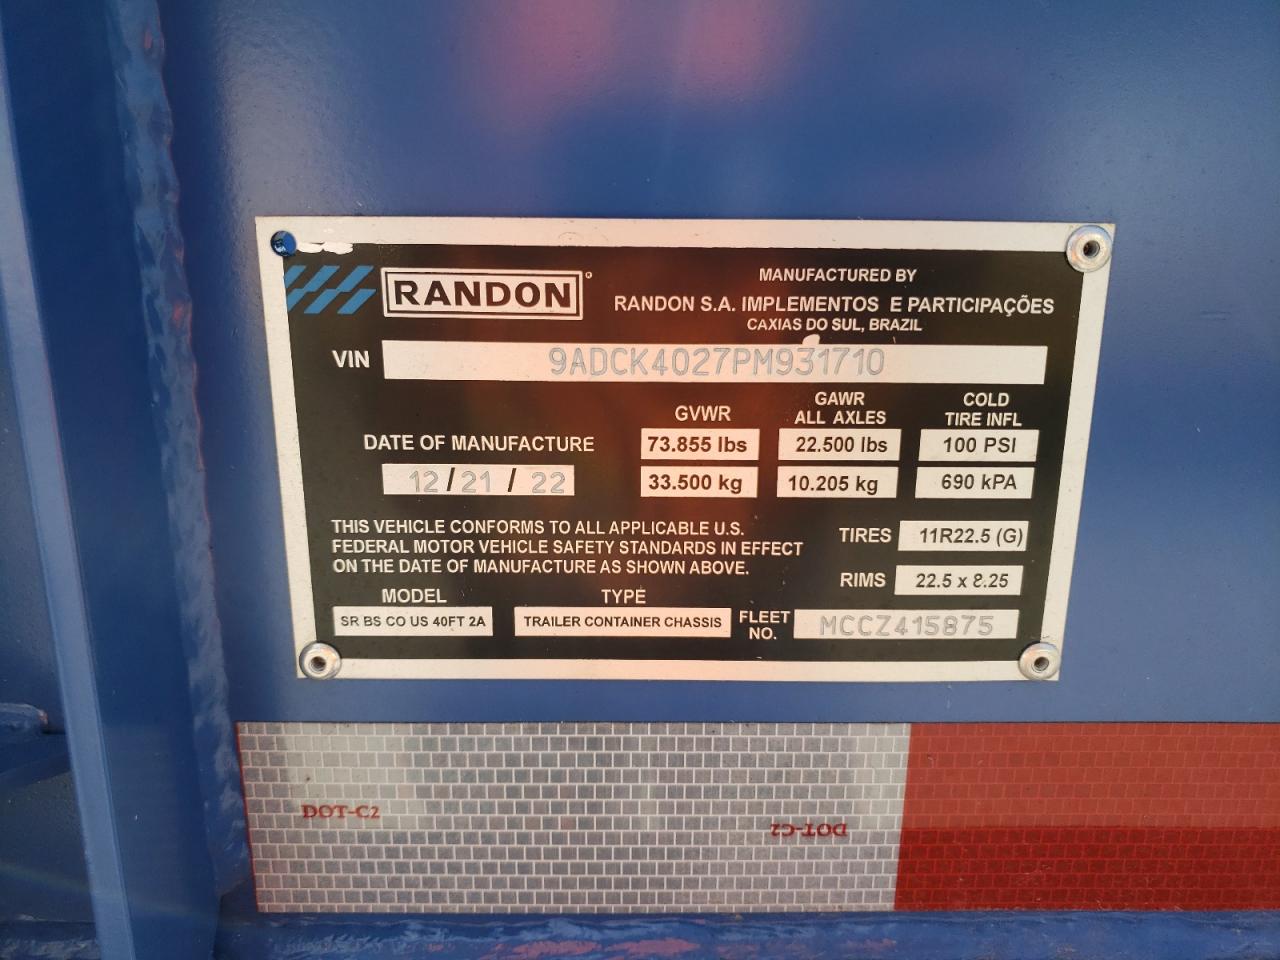 RANDON
MANUFACTURED BY
RANDON S.A. IMPLEMENTOS E PARTICIPAÇÕES
CAXIAS DO SUL, BRAZIL
VIN 9ADCK4027PM931710
DATE OF MANUFACTURE
12 / 21 / 22
GVWR
73.855 lbs
33.500 kg
GAWR
ALL AXLES
22.500 lbs
10.205 kg
COLD
TIRE INFL
100 PSI
690 kPA
THIS VEHICLE CONFORMS TO ALL APPLICABLE U.S.
FEDERAL MOTOR VEHICLE SAFETY STANDARDS IN EFFECT
ON THE DATE OF MANUFACTURE AS SHOWN ABOVE.
TIRES 11R22.5 (G)
RIMS 22.5 x 8.25
MODEL
SR BS CO US 40FT 2A
TYPE
TRAILER CONTAINER CHASSIS
FLEET
NO.
MCCZ415875
DOT-C2
DOT-C2